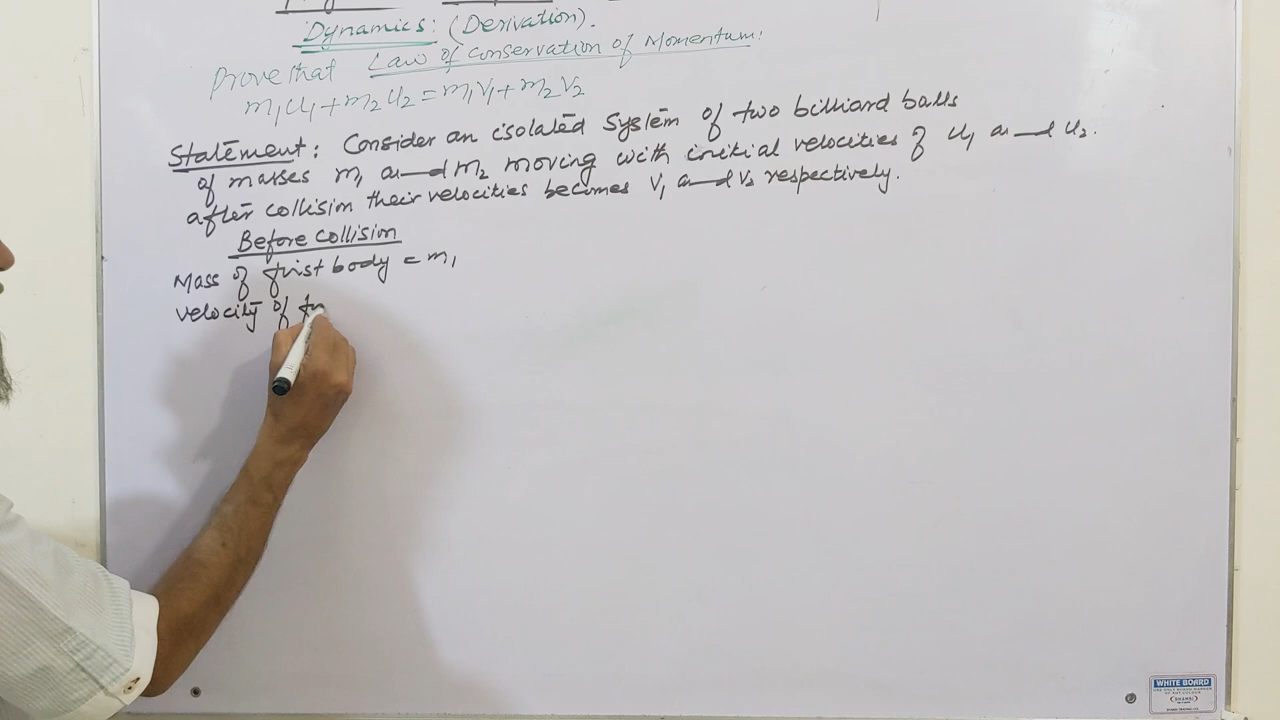 Dynamics: (Derivation).
Prove that Law of conservation of Momentum:
m₁U₁+m₂U₂=m₁V₁+m₂V₂
Statement: Consider an isolated System of two billiard balls
of masses m₁ and m₂ moving with initial velocities of U₁ and U₂.
after collision their velocities becomes V₁ and V₂ respectively.
Before Collision
Mass of first body = m₁
velocity of
WHITE BOARD